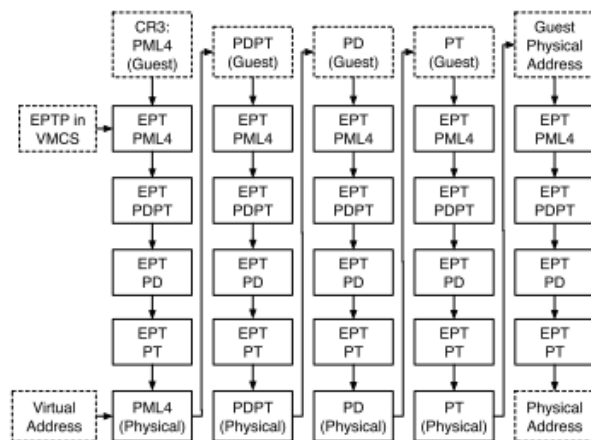 CR3:
PML4
(Guest)
PDPT
(Guest)
PD
(Guest)
PT
(Guest)
Guest
Physical
Address
EPTP in
VMCS
EPT
PML4
EPT
PML4
EPT
PML4
EPT
PML4
EPT
PML4
EPT
PDPT
EPT
PDPT
EPT
PDPT
EPT
PDPT
EPT
PDPT
EPT
PD
EPT
PD
EPT
PD
EPT
PD
EPT
PD
EPT
PT
EPT
PT
EPT
PT
EPT
PT
EPT
PT
Virtual
Address
PML4
(Physical)
PDPT
(Physical)
PD
(Physical)
PT
(Physical)
Physical
Address